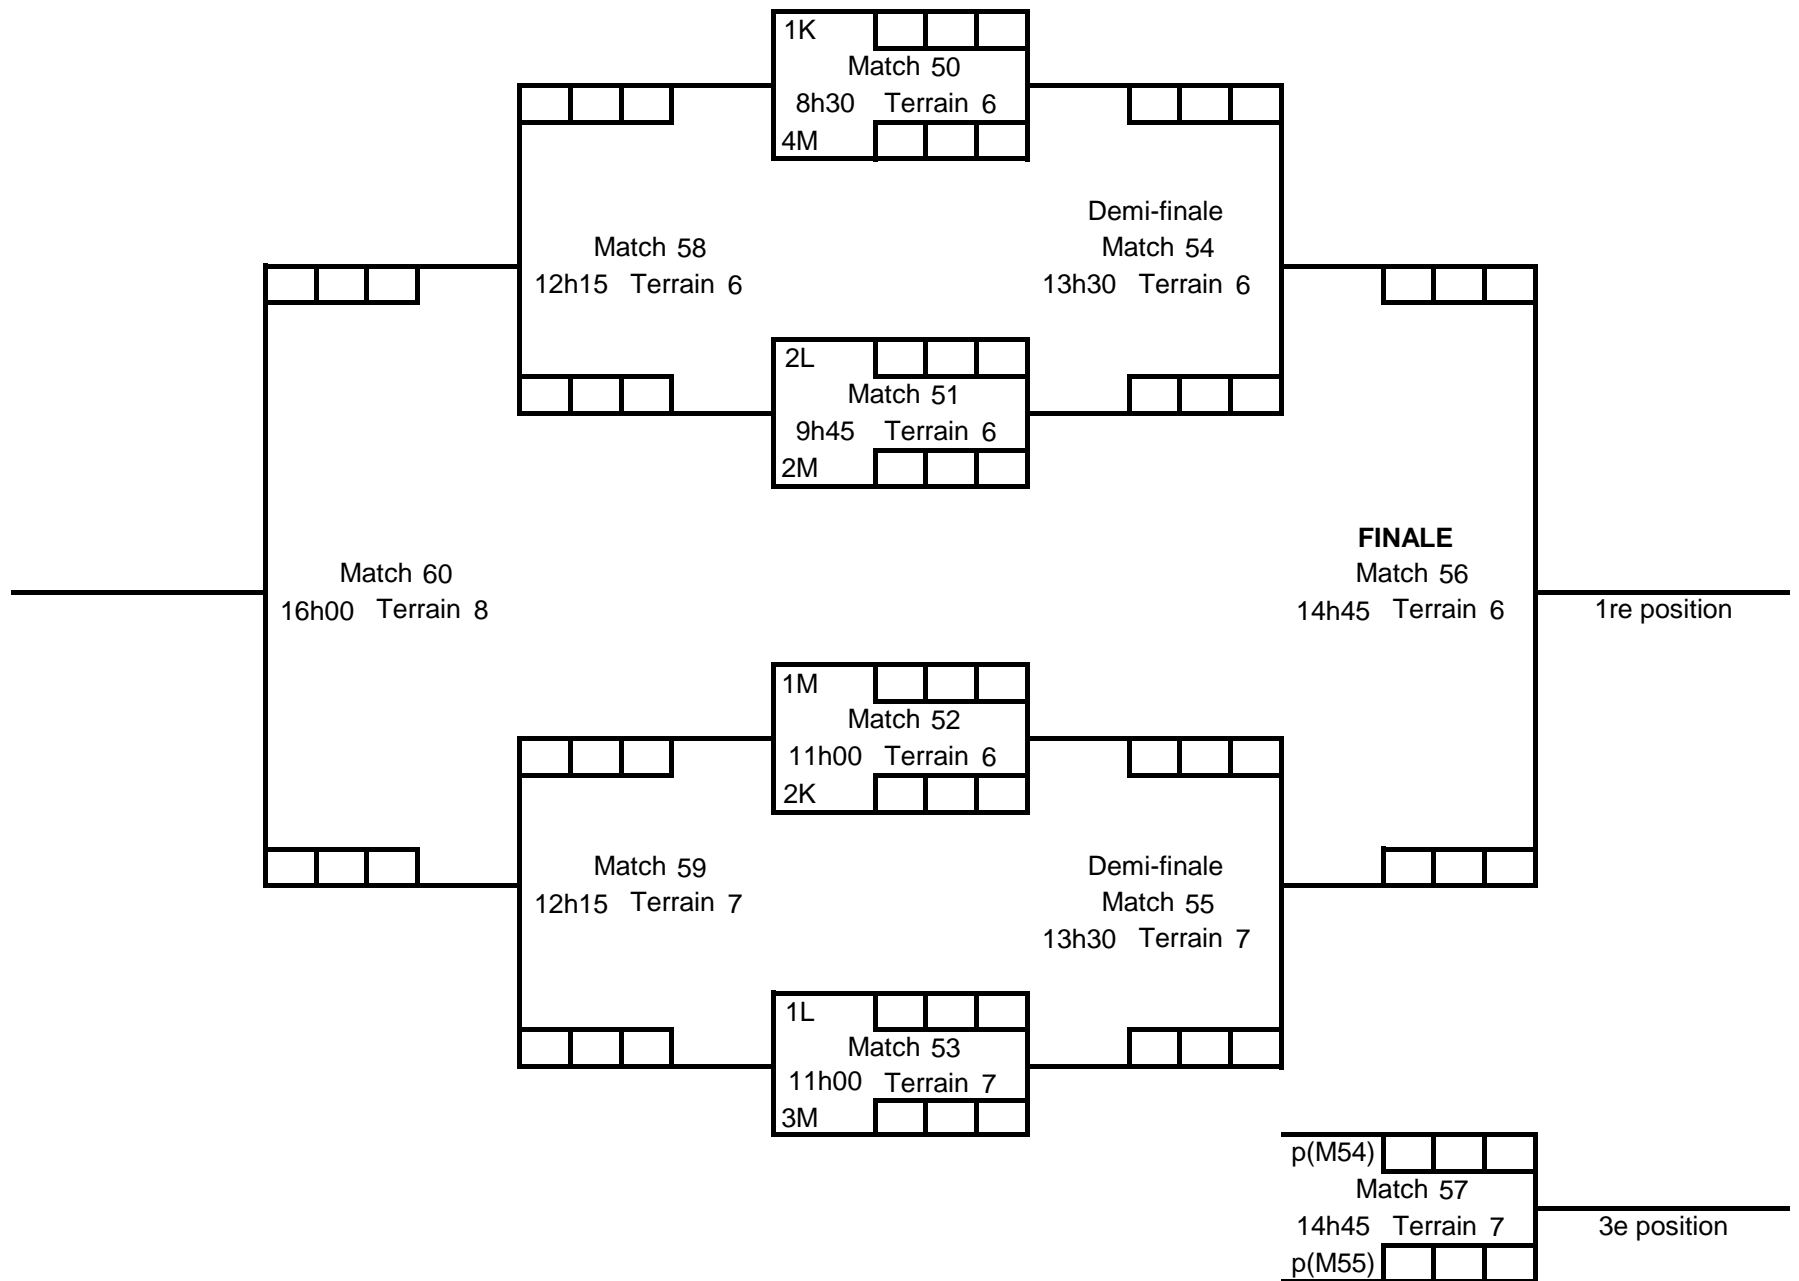 1K
Match 50
8h30 Terrain 6
4M
Demi-finale
Match 58
Match 54
12h15 Terrain 6
13h30 Terrain 6
2L
Match 51
9h45 Terrain 6
2M
FINALE
Match 60
Match 56
16h00 Terrain 8
14h45 Terrain 6
1re position
1M
Match 52
11h00 Terrain 6
2K
Match 59
Demi-finale
12h15 Terrain 7
Match 55
13h30 Terrain 7
1L
Match 53
11h00 Terrain 7
3M
p(M54)
Match 57
14h45 Terrain 7
3e position
p(M55)